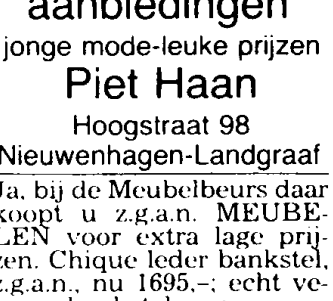 aanbiedingen
jonge mode-leuke prijzen
Piet Haan
Hoogstraat 98
Nieuwenhagen-Landgraaf
Ja, bij de Meubelbeurs daar
koopt u z.g.a.n. MEUBE-
LEN voor extra lage prij-
zen. Chique leder bankstel,
z.g.a.n., nu 1695,-; echt ve-